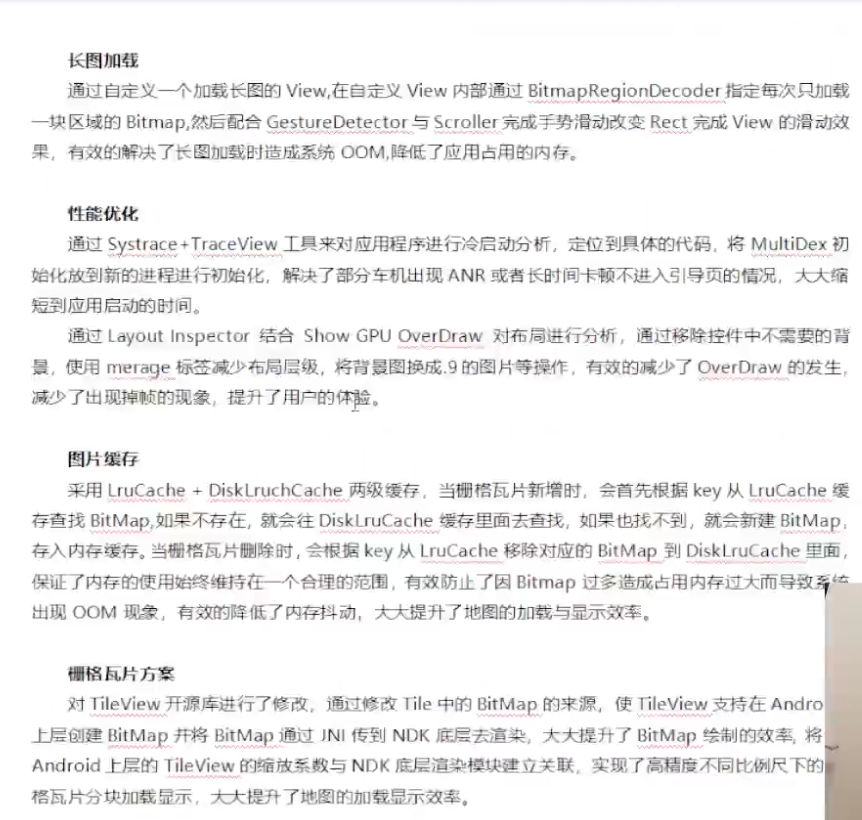 长图加载
通过自定义一个加载长图的 View,在自定义 View 内部通过 BitmapRegionDecoder 指定每次只加载
一块区域的 Bitmap,然后配合 GestureDetector 与 Scroller 完成手势滑动改变 Rect 完成 View 的滑动效
果，有效的解决了长图加载时造成系统 OOM,降低了应用占用的内存。
性能优化
通过 Systrace+TraceView 工具来对应用程序进行冷启动分析，定位到具体的代码，将 MultiDex 初
始化放到新的进程进行初始化，解决了部分车机出现 ANR 或者长时间卡顿不进入引导页的情况，大大缩
短到应用启动的时间。
通过 Layout Inspector 结合 Show GPU OverDraw 对布局进行分析，通过移除控件中不需要的背
景，使用 merage 标签减少布局层级，将背景图换成.9 的图片等操作，有效的减少了 OverDraw 的发生，
减少了出现掉帧的现象，提升了用户的体验。
图片缓存
采用 LruCache + DiskLruchCache 两级缓存，当栅格瓦片新增时，会首先根据 key 从 LruCache 缓
存查找 BitMap,如果不存在，就会往 DiskLruCache 缓存里面去查找，如果也找不到，就会新建 BitMap，
存入内存缓存。当栅格瓦片删除时，会根据 key 从 LruCache 移除对应的 BitMap 到 DiskLruCache 里面，
保证了内存的使用始终维持在一个合理的范围，有效防止了因 Bitmap 过多造成占用内存过大而导致系统
出现 OOM 现象，有效的降低了内存抖动，大大提升了地图的加载与显示效率。
栅格瓦片方案
对 TileView 开源库进行了修改，通过修改 Tile 中的 BitMap 的来源，使 TileView 支持在 Andro
上层创建 BitMap 并将 BitMap 通过 JNI 传到 NDK 底层去渲染，大大提升了 BitMap 绘制的效率，将
Android 上层的 TileView 的缩放系数与 NDK 底层渲染模块建立关联，实现了高精度不同比例尺下的
格瓦片分块加载显示，大大提升了地图的加载显示效率。